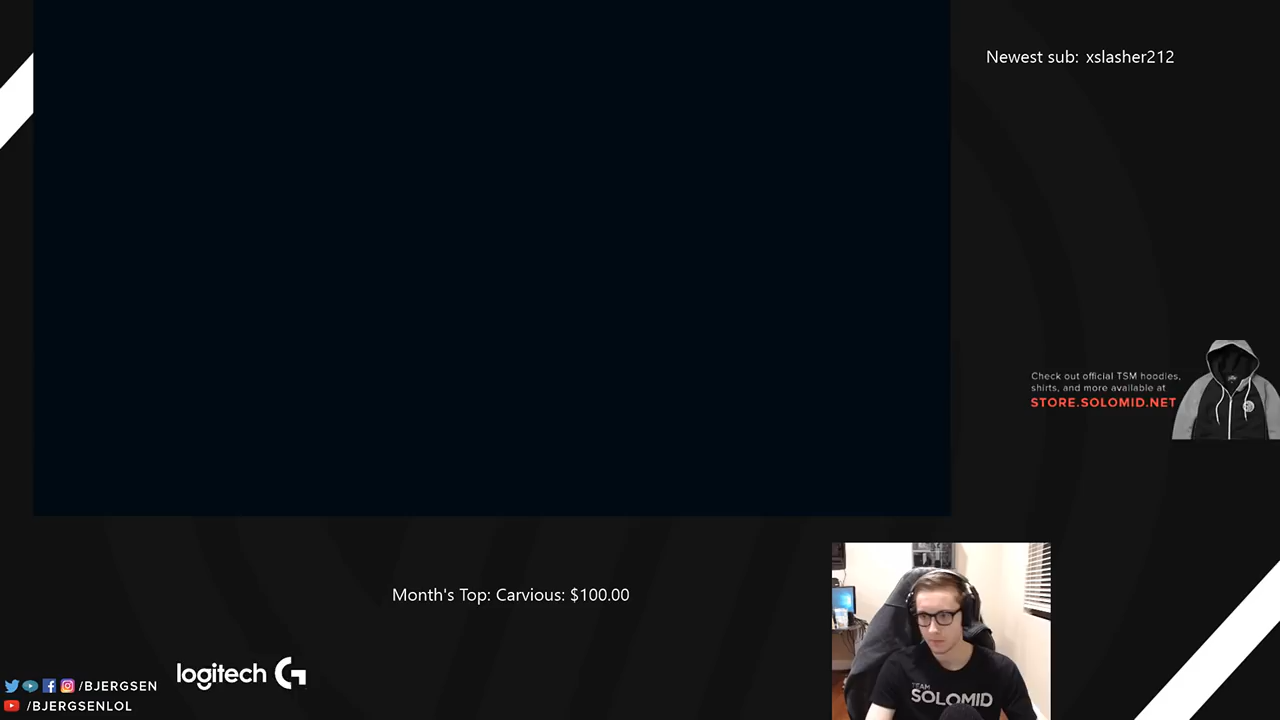 Newest sub: xslasher212
Check out official TSM hoodies,
shirts, and more available at
STORE.SOLOMID.NET
Month's Top: Carvious: $100.00
logitech G
/BJERGSEN
/BJERGSENLOL
TEAM
SOLOMID